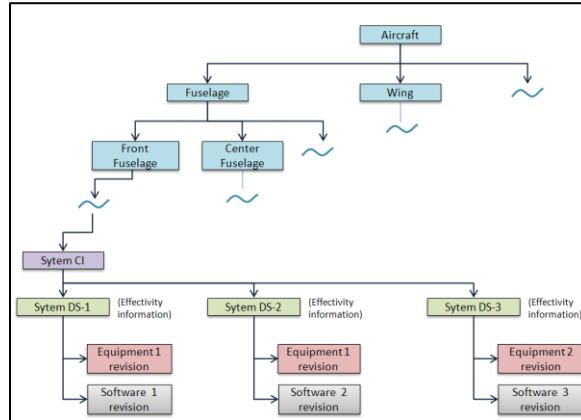 Aircraft
Fuselage
Wing
Front
Fuselage
Center
Fuselage
Sytem CI
Sytem DS-1
(Effectivity
information)
Sytem DS-2
(Effectivity
information)
Sytem DS-3
(Effectivity
information)
Equipment 1
revision
Equipment 1
revision
Equipment 2
revision
Software 1
revision
Software 2
revision
Software 3
revision